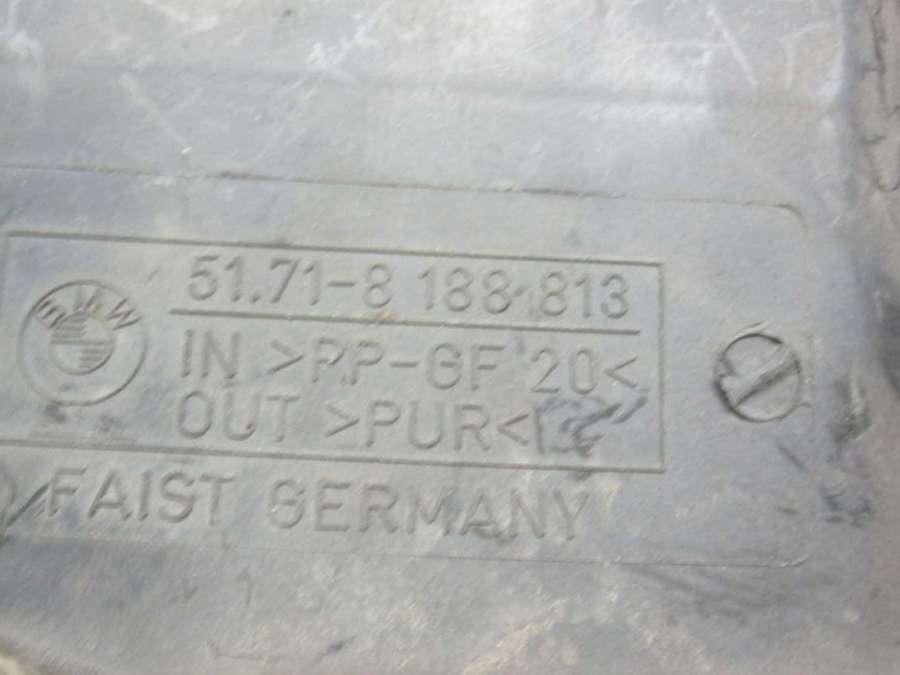 51.71-8 188 813
BMW
IN >PP-GF 20<
OUT >PUR<
FAIST GERMANY